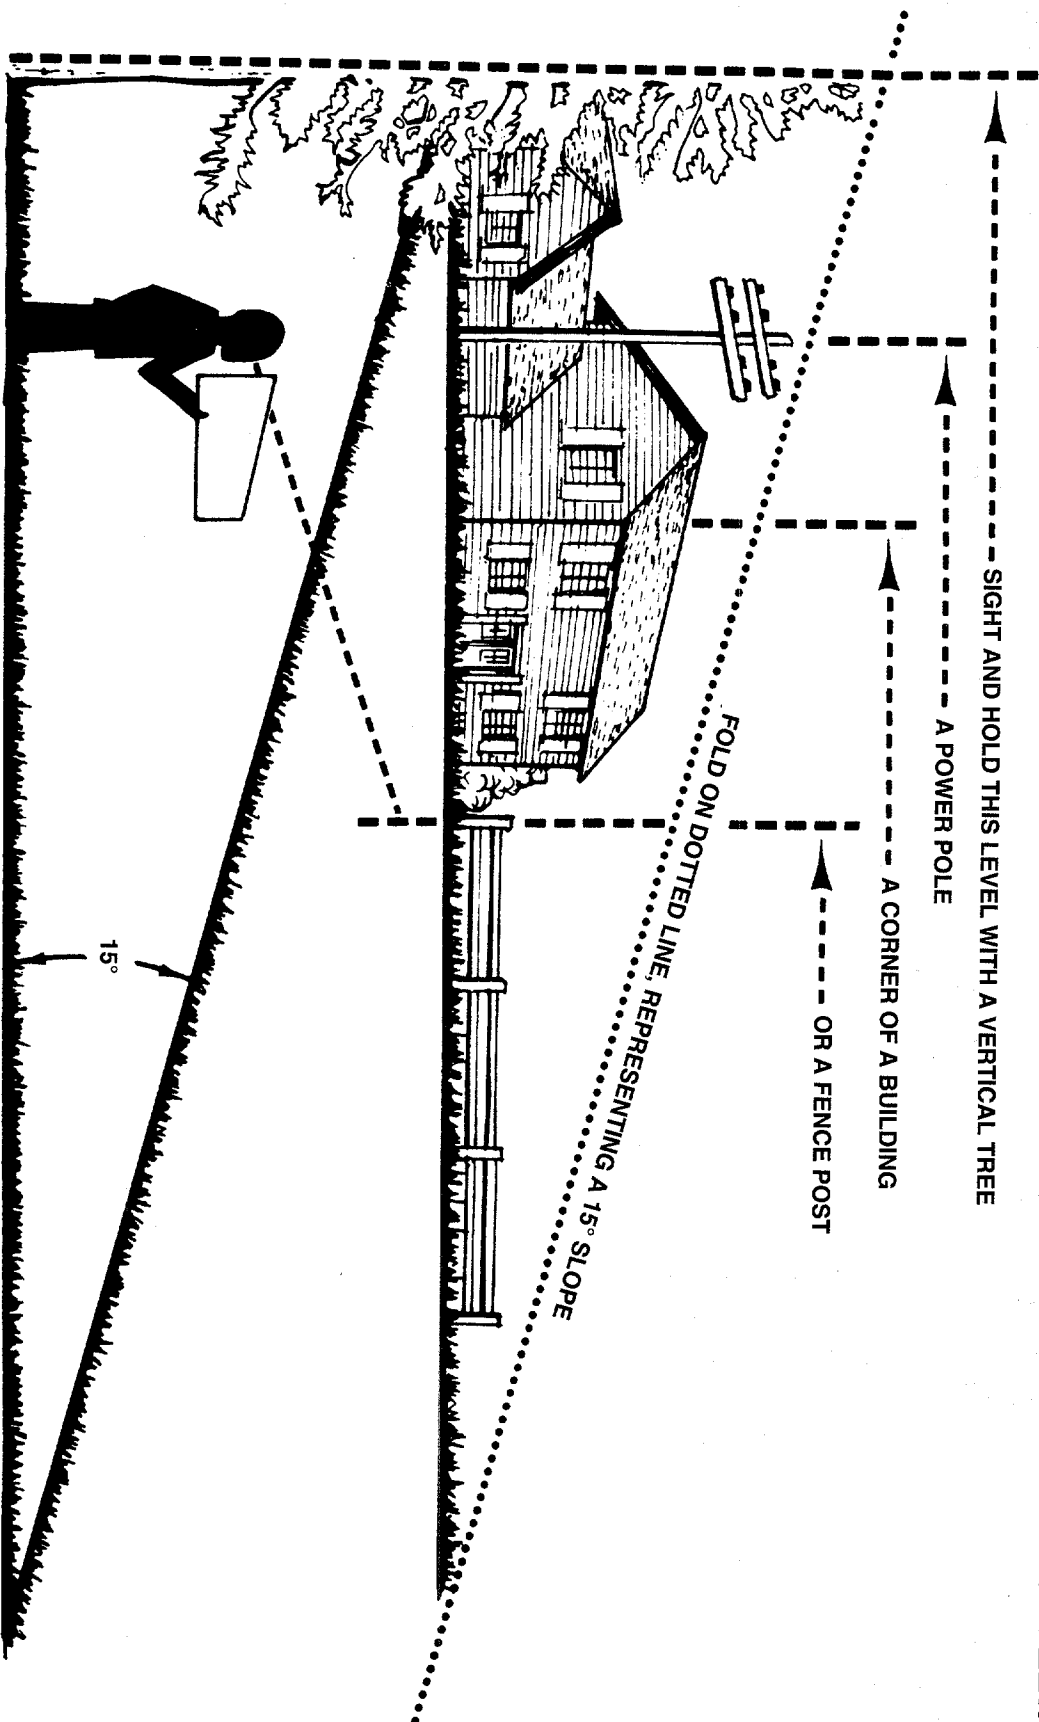 SIGHT AND HOLD THIS LEVEL WITH A VERTICAL TREE
A POWER POLE
A CORNER OF A BUILDING
OR A FENCE POST
FOLD ON DOTTED LINE, REPRESENTING A 15° SLOPE
15°